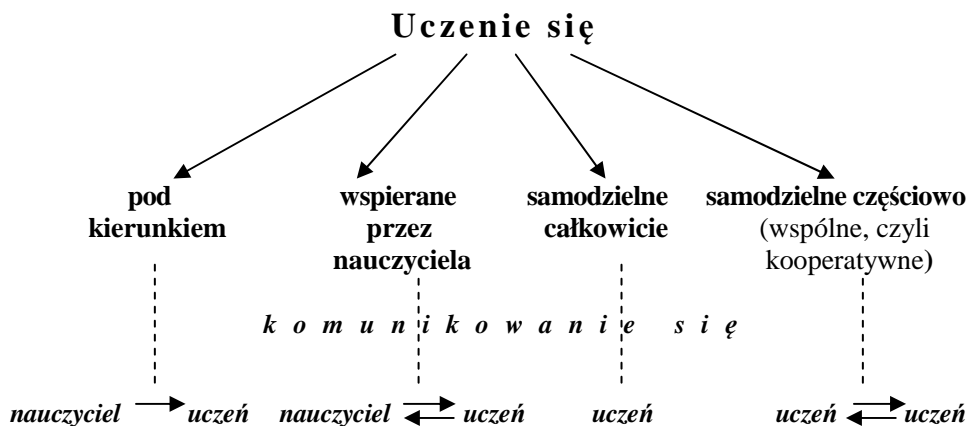 Uczenie się
pod
kierunkiem
wspierane
przez
nauczyciela
samodzielne
całkowicie
samodzielne częściowo
(wspólne, czyli
kooperatywne)
komunikowanie się
nauczyciel uczeń
nauczyciel uczeń
uczeń
uczeń uczeń